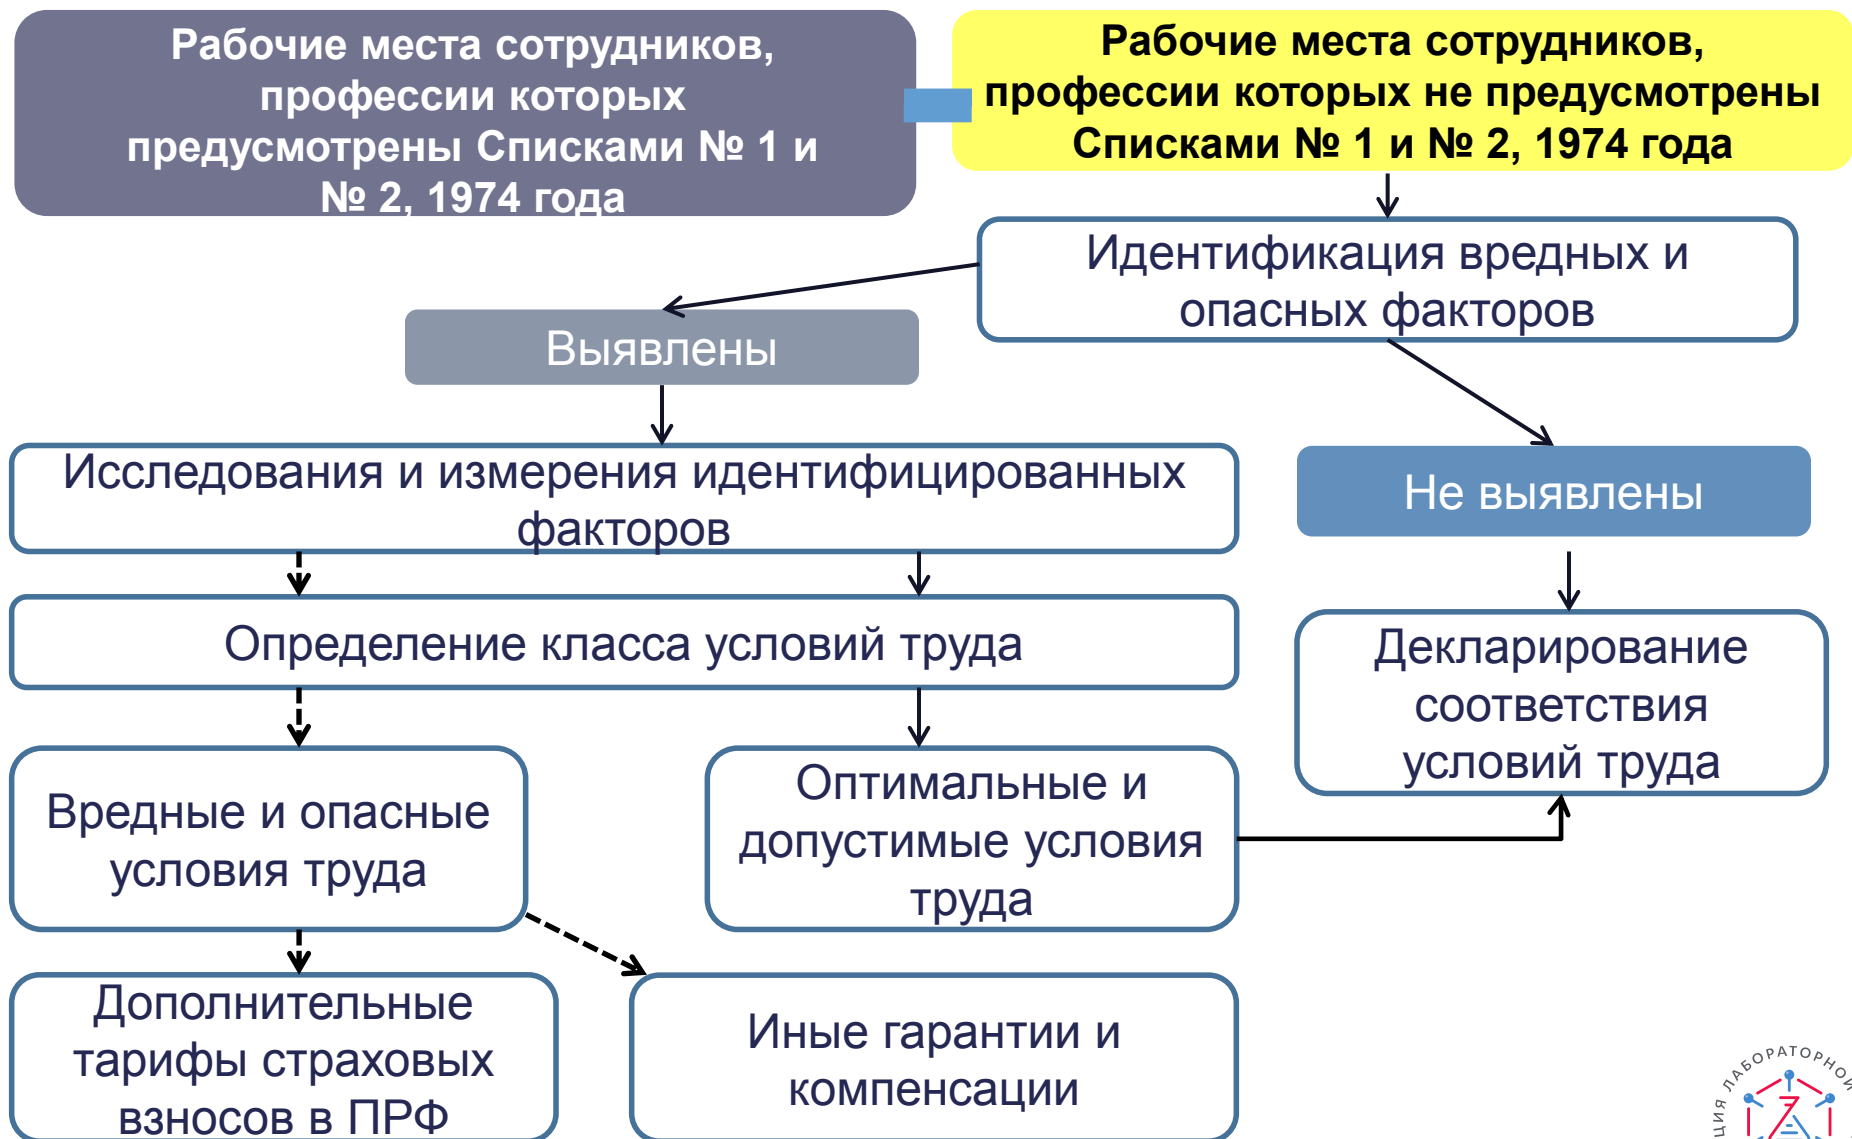 Рабочие места сотрудников,
профессии которых
предусмотрены Списками № 1 и
№ 2, 1974 года
Рабочие места сотрудников,
профессии которых не предусмотрены
Списками № 1 и № 2, 1974 года
Идентификация вредных и
опасных факторов
Выявлены
Не выявлены
Исследования и измерения идентифицированных
факторов
Определение класса условий труда
Декларирование
соответствия
условий труда
Вредные и опасные
условия труда
Оптимальные и
допустимые условия
труда
Дополнительные
тарифы страховых
взносов в ПРФ
Иные гарантии и
компенсации
ЛАБОРАТОРНОЙ